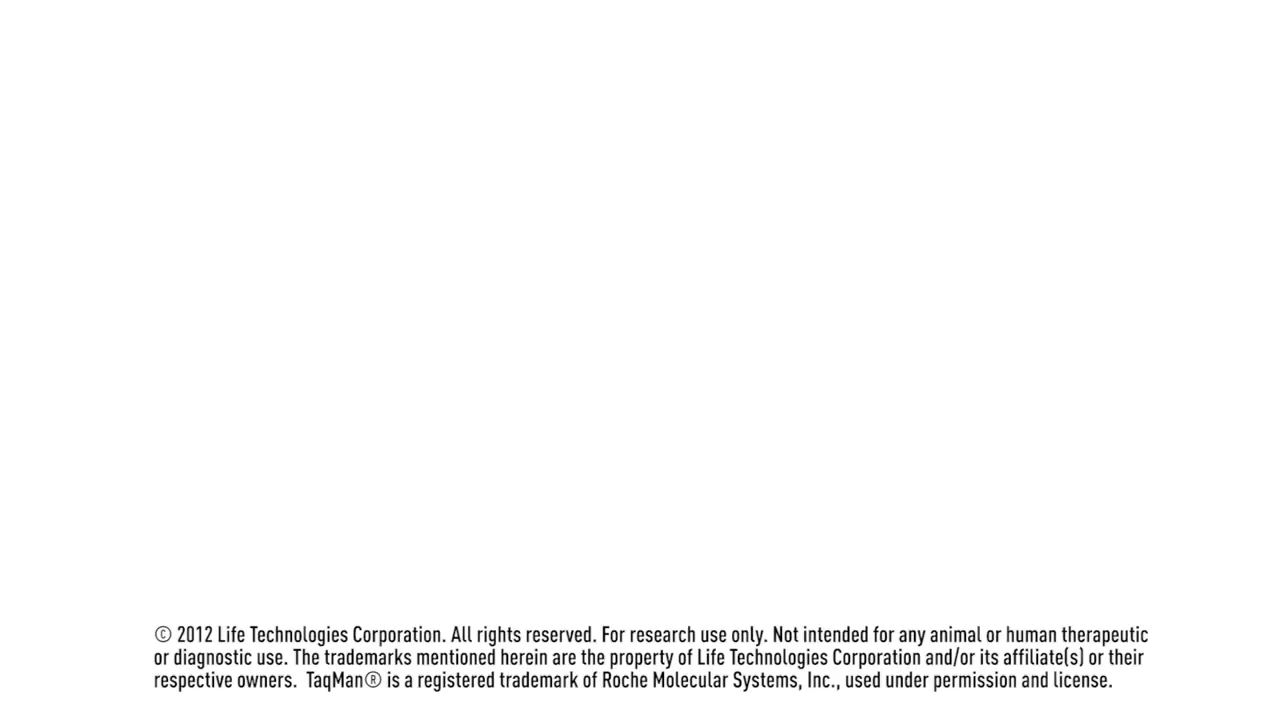 © 2012 Life Technologies Corporation. All rights reserved. For research use only. Not intended for any animal or human therapeutic
or diagnostic use. The trademarks mentioned herein are the property of Life Technologies Corporation and/or its affiliate(s) or their
respective owners.  TaqMan® is a registered trademark of Roche Molecular Systems, Inc., used under permission and license.